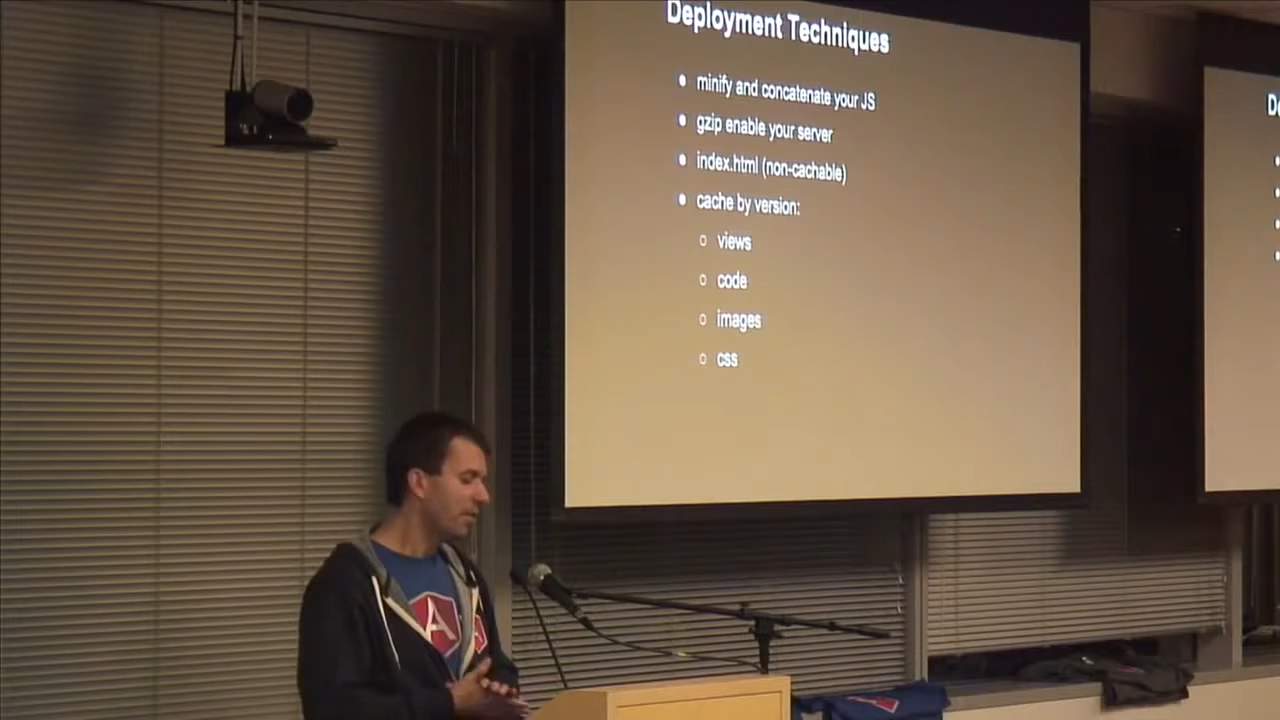 Deployment Techniques
minify and concatenate your JS
gzip enable your server
index.html (non-cachable)
cache by version:
views
code
images
css
De
A